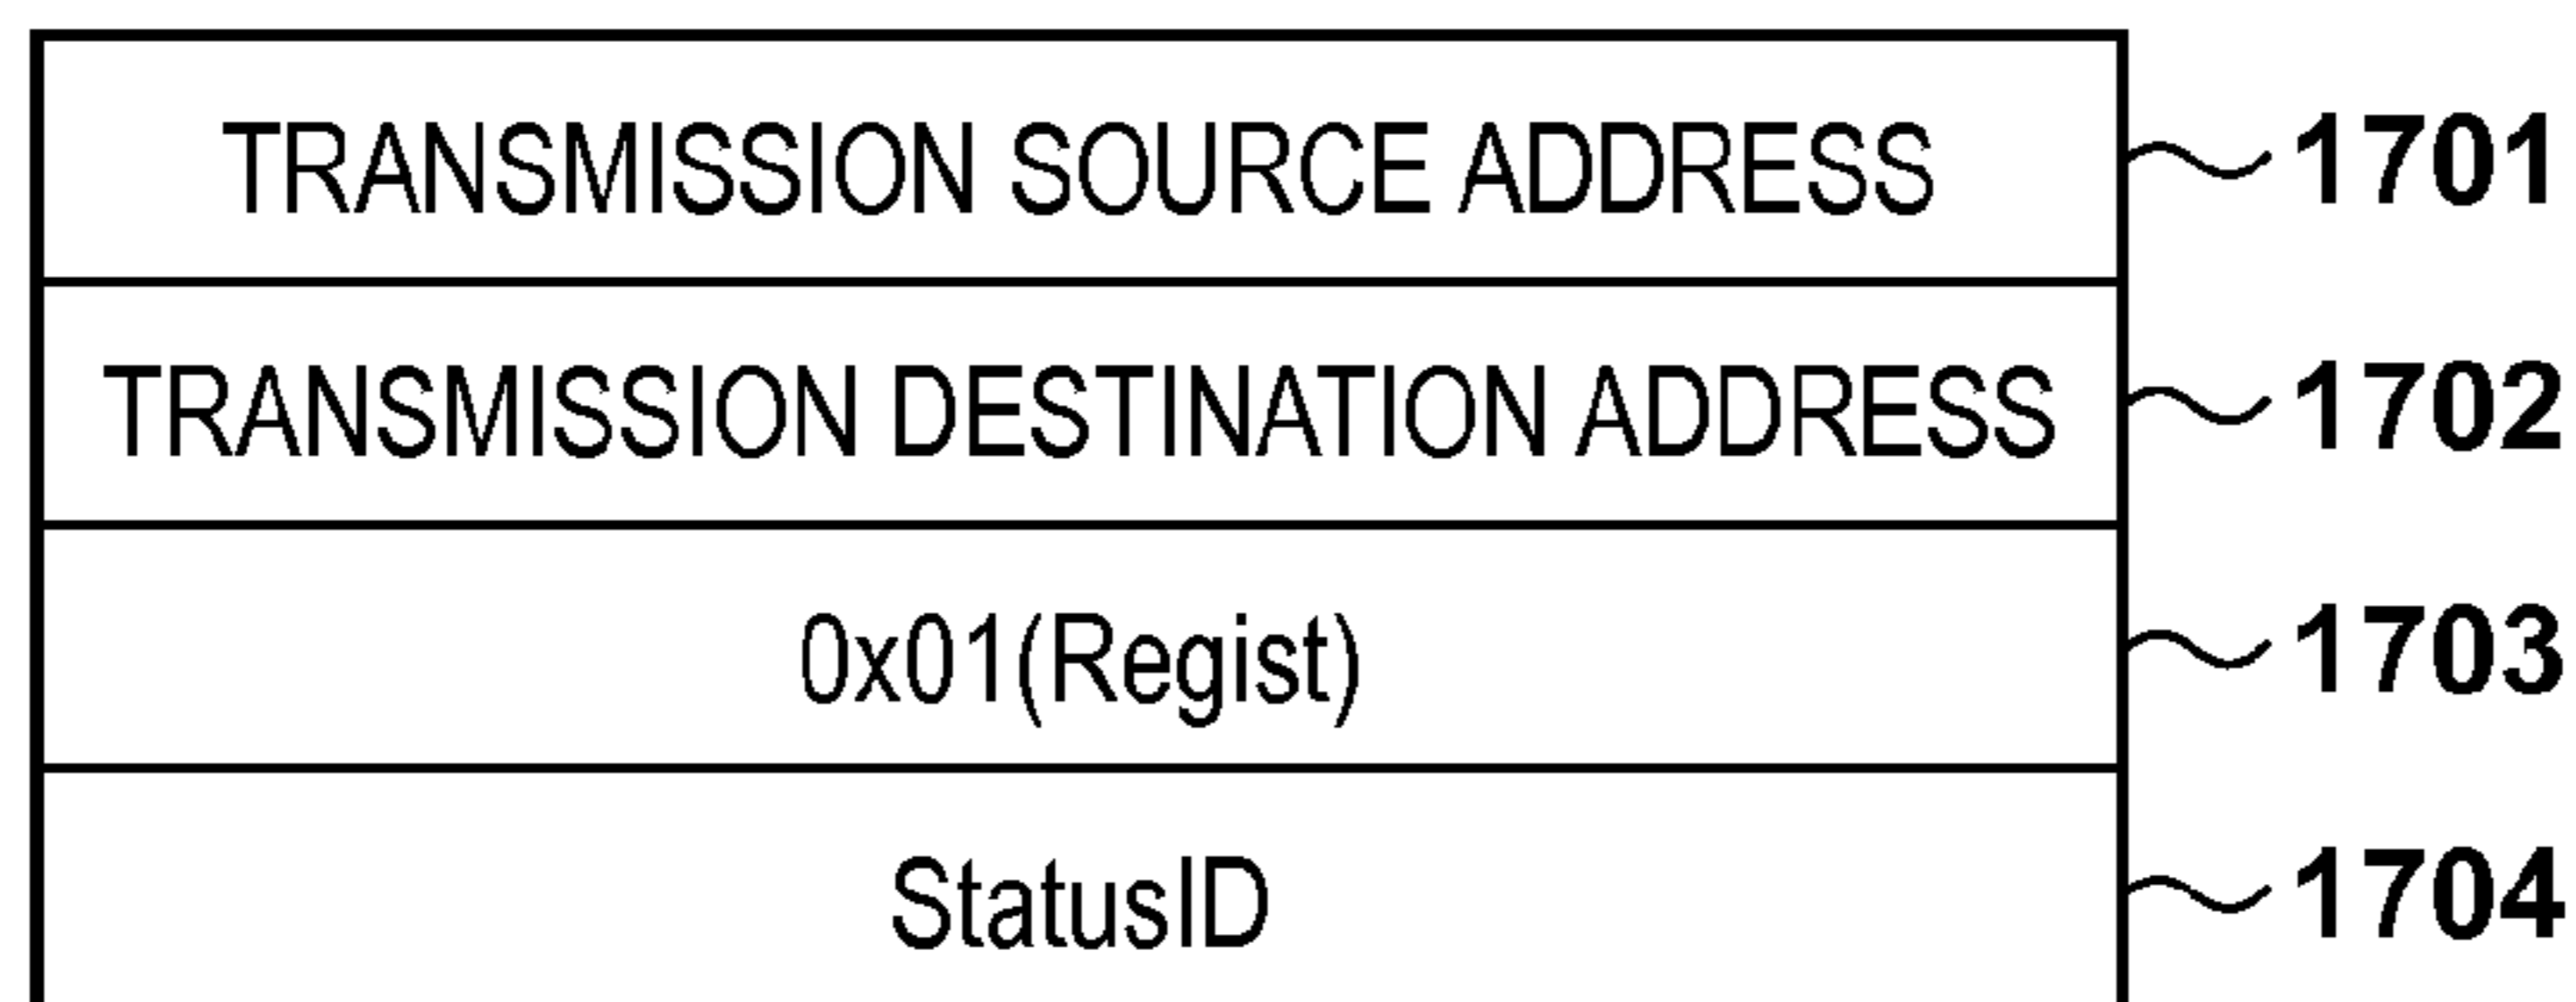 TRANSMISSION SOURCE ADDRESS 1701
TRANSMISSION DESTINATION ADDRESS 1702
0x01(Regist) 1703
StatusID 1704